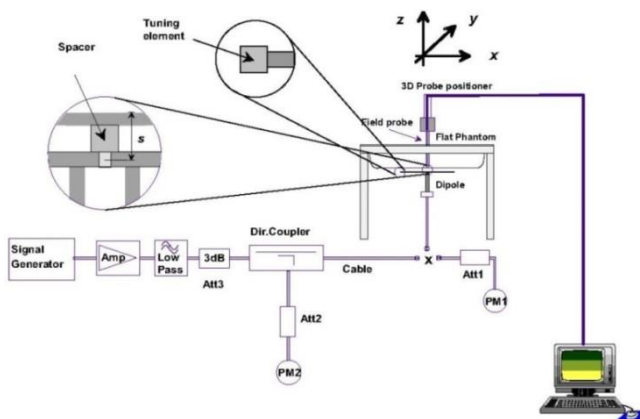 Tuning
element
Spacer
s
z
y
x
3D Probe positioner
Field probe
Flat Phantom
Dipole
Signal
Generator
Amp
Low
Pass
3dB
Att3
Dir.Coupler
Cable
x
Att1
PM1
Att2
PM2